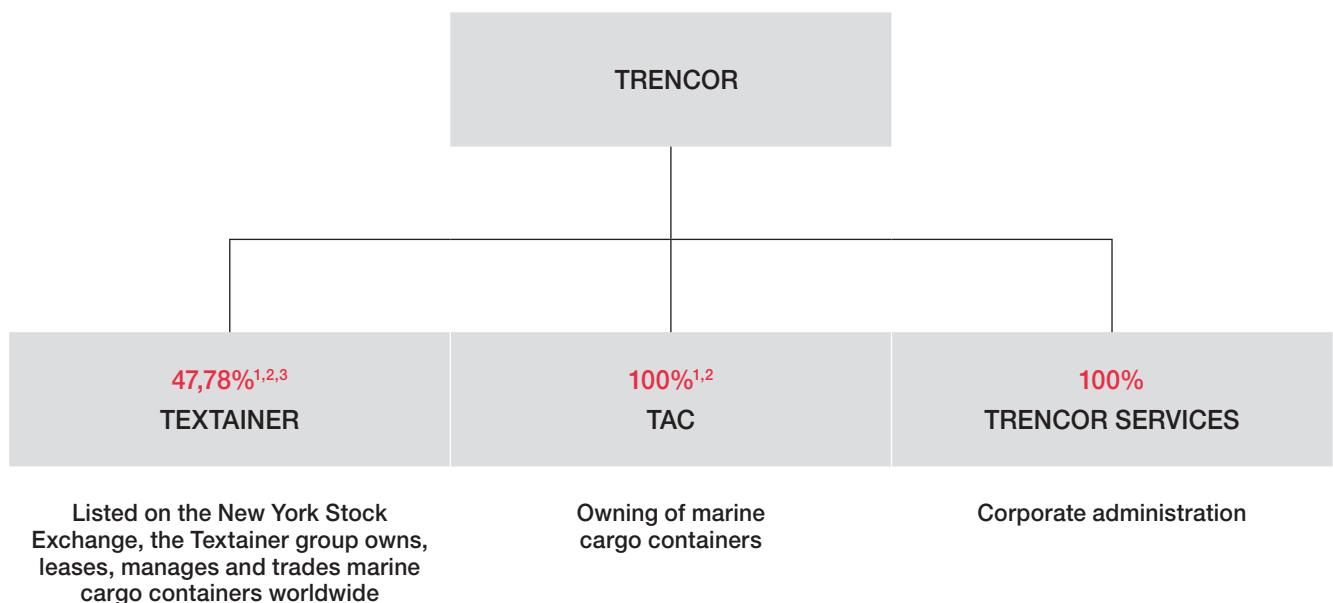 TRENCOR
47,78%1,2,3
TEXTAINER
100%1,2
TAC
100%
TRENCOR SERVICES
Listed on the New York Stock
Exchange, the Textainer group owns,
leases, manages and trades marine
cargo containers worldwide
Owning of marine
cargo containers
Corporate administration